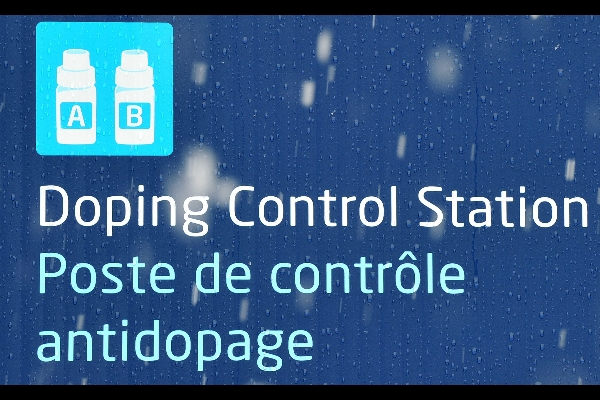 A B
Doping Control Station
Poste de contrôle
antidopage